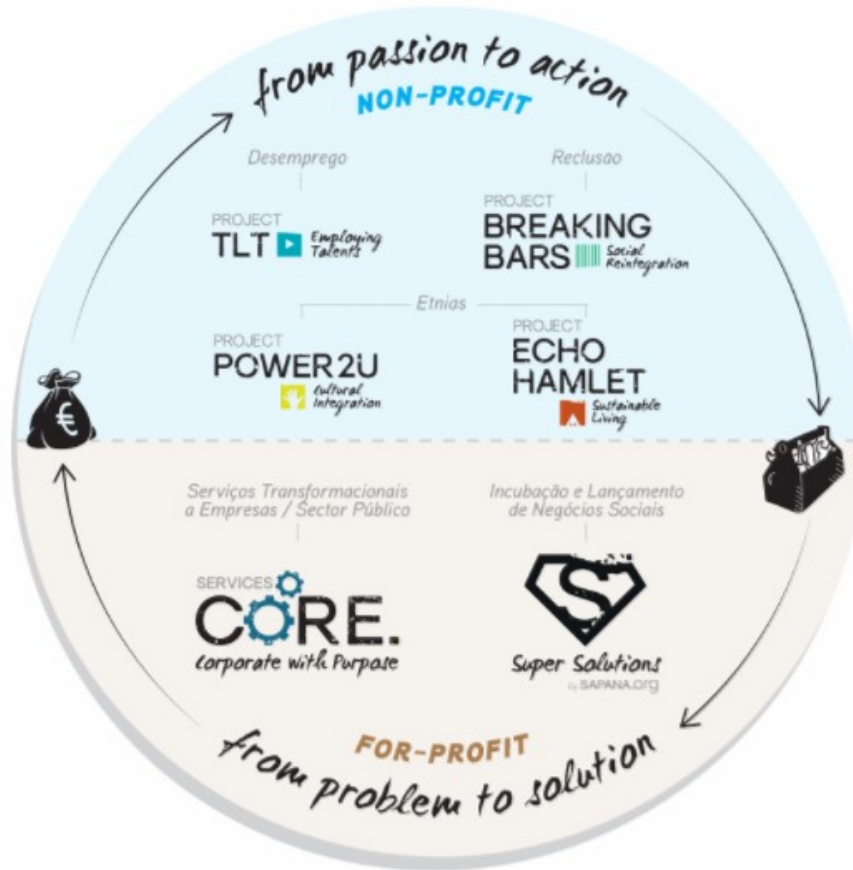 from passion to action
NON-PROFIT
Desemprego
Reclusão
PROJECT
TLT
Employing
Talents
PROJECT
BREAKING
BARS
Social
Reintegration
Etnias
PROJECT
POWER2U
Cultural
Integration
PROJECT
ECHO
HAMLET
Sustainable
Living
€
Serviços Transformacionais
a Empresas / Sector Público
Incubação e Lançamento
de Negócios Sociais
SERVICES
CORE.
Corporate with Purpose
S
Super Solutions
by SAPANA.org
FOR-PROFIT
from problem to solution